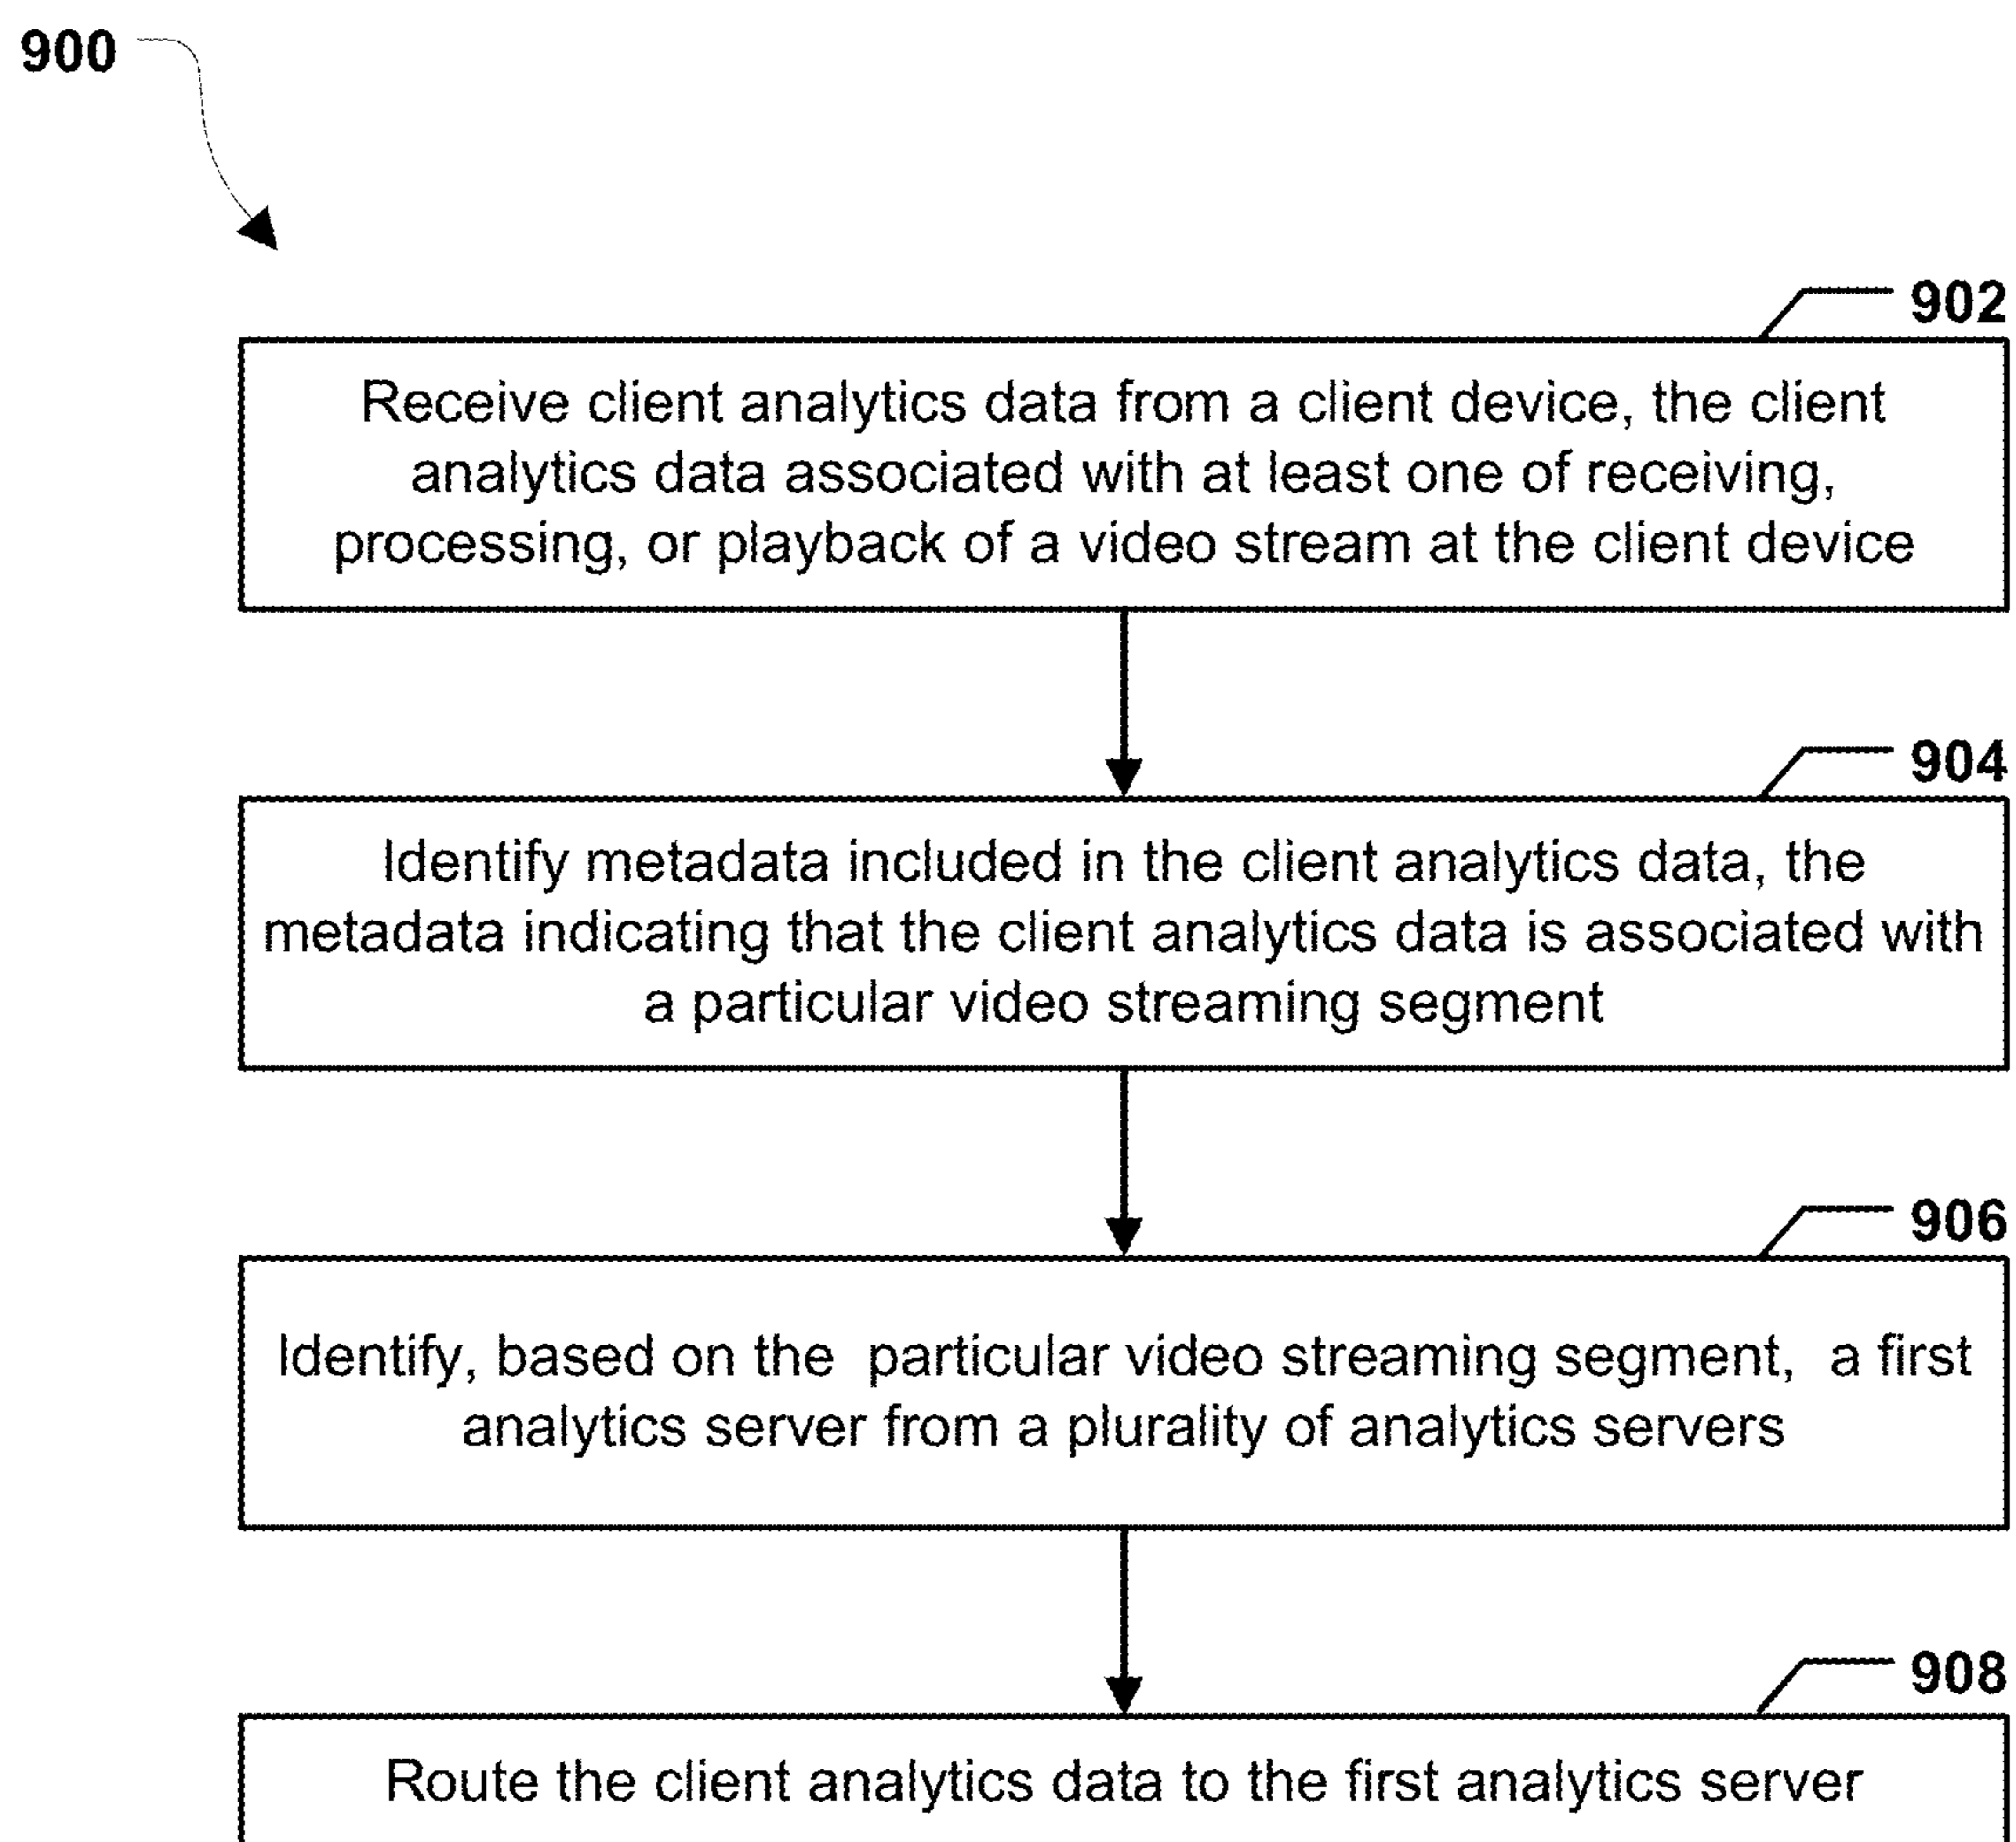 900
902
Receive client analytics data from a client device, the client
analytics data associated with at least one of receiving,
processing, or playback of a video stream at the client device
904
Identify metadata included in the client analytics data, the
metadata indicating that the client analytics data is associated with
a particular video streaming segment
906
Identify, based on the particular video streaming segment, a first
analytics server from a plurality of analytics servers
908
Route the client analytics data to the first analytics server